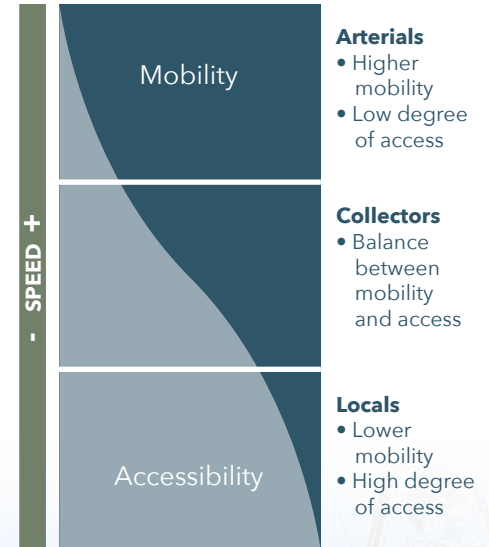 - SPEED +
Mobility
Arterials
• Higher
mobility
• Low degree
of access
Collectors
• Balance
between
mobility
and access
Accessibility
Locals
• Lower
mobility
• High degree
of access